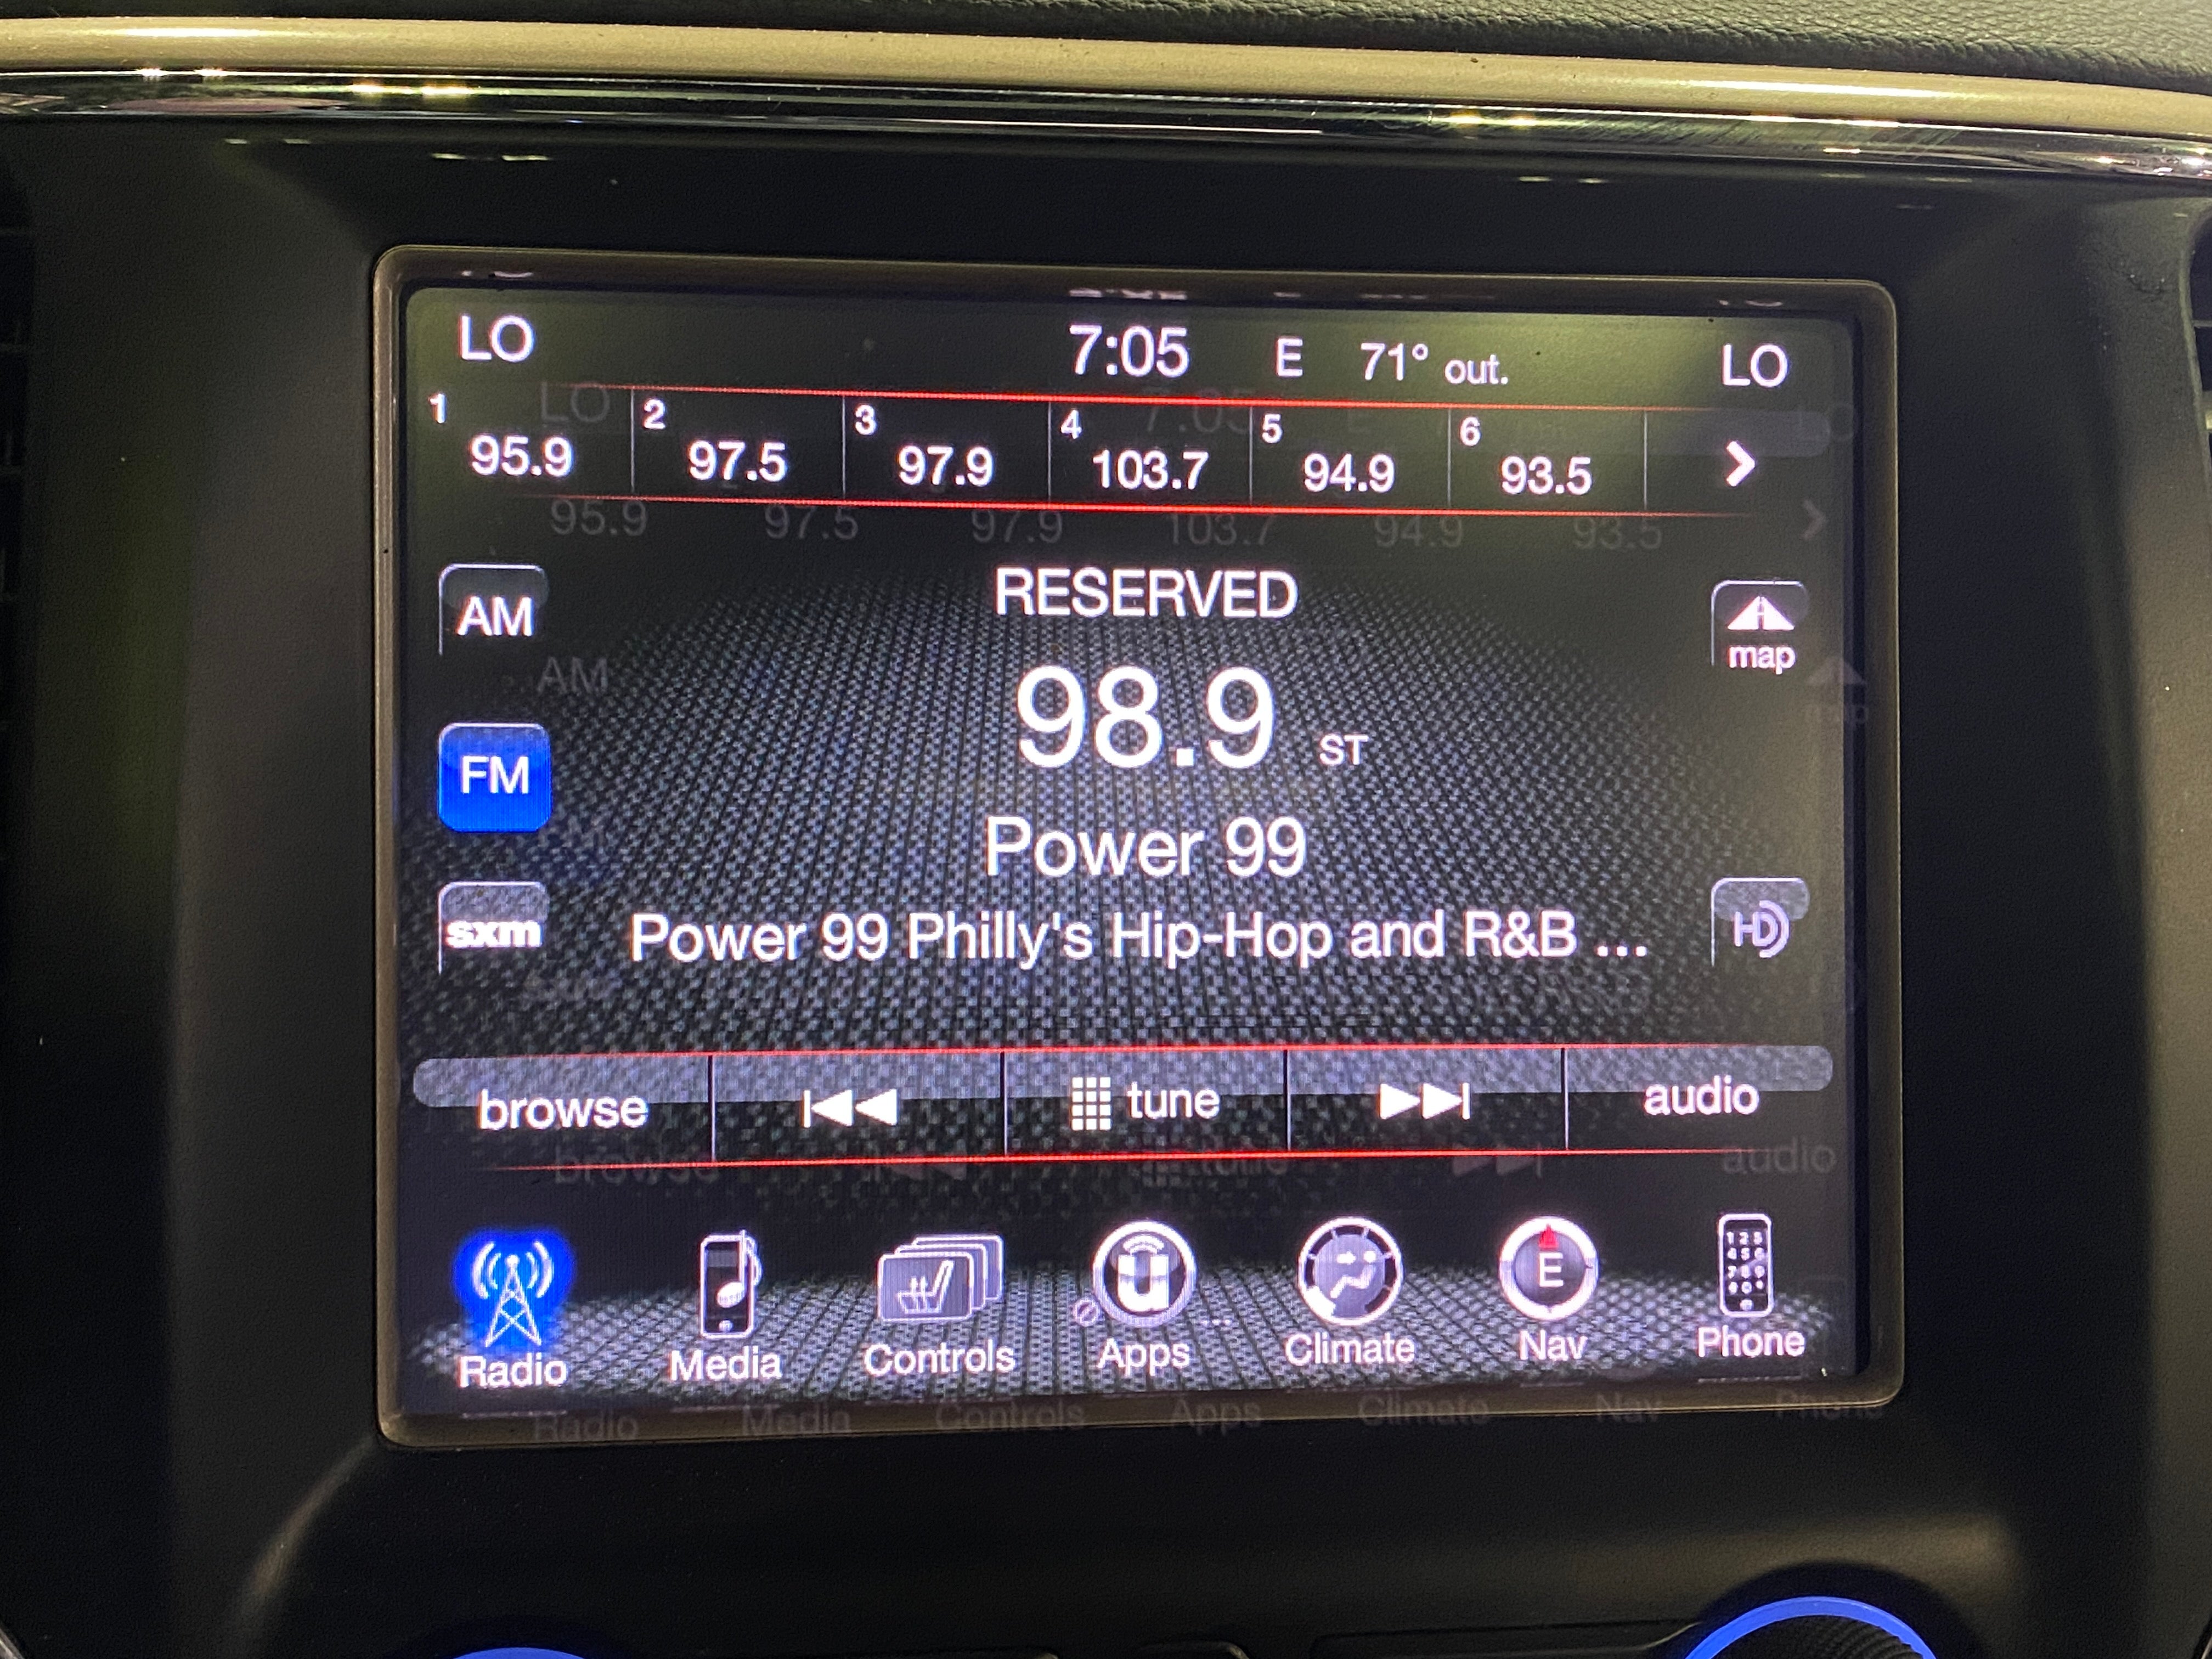 LO 7:05 E 71° out. LO
1 2 3 4 5 6
95.9 97.5 97.9 103.7 94.9 93.5
RESERVED
AM
map
98.9 ST
FM
Power 99
sxm
Power 99 Philly's Hip-Hop and R&B ...
HD
browse tune audio
E
Radio Media Controls Apps Climate Nav Phone